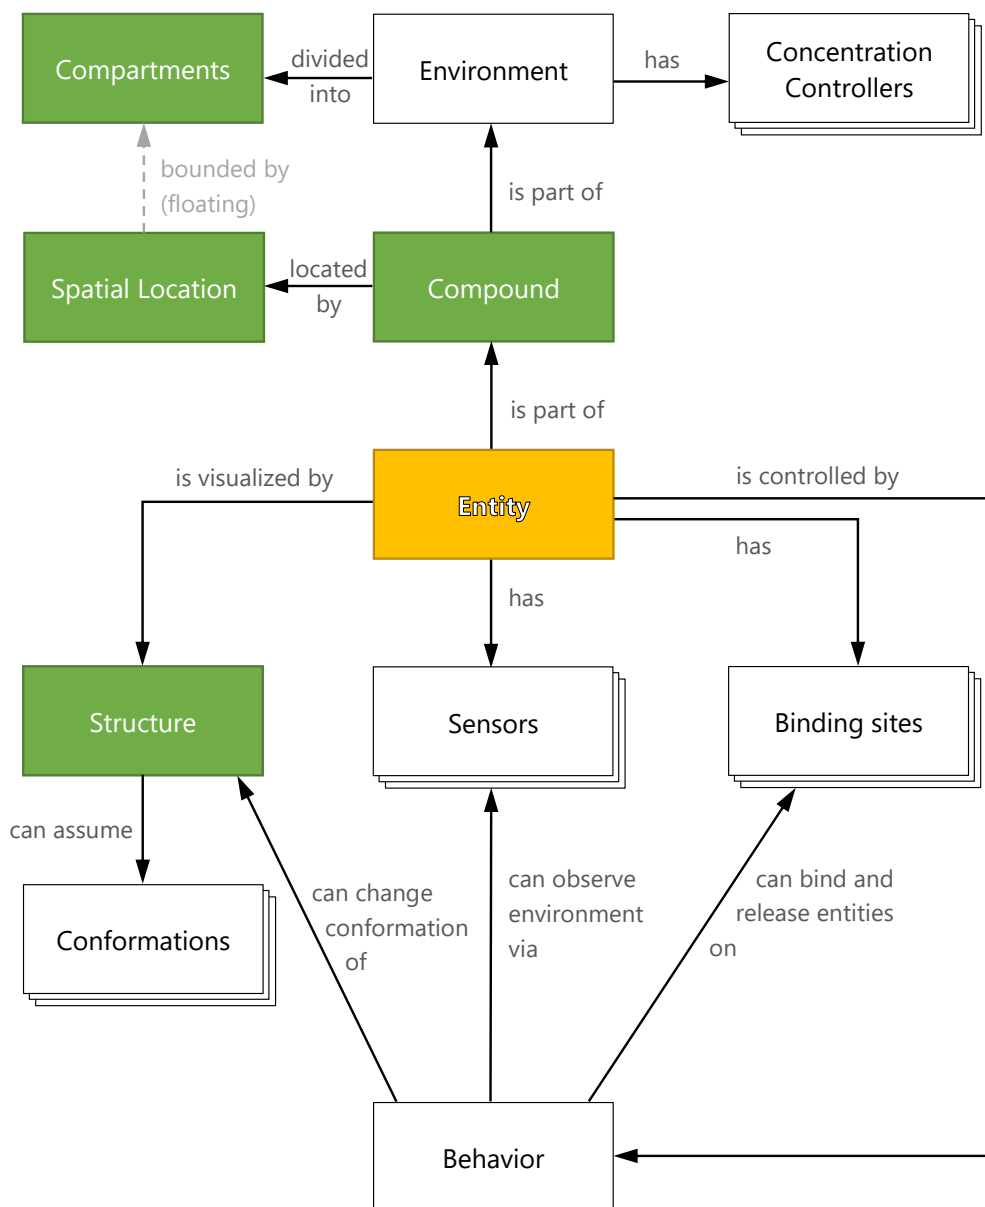 Compartments
divided
into
Environment
has
Concentration
Controllers
bounded by
(floating)
is part of
Spatial Location
located
by
Compound
is part of
is visualized by
Entity
is controlled by
has
has
Structure
Sensors
Binding sites
can assume
can change
conformation
of
can observe
environment
via
can bind and
release entities
on
Conformations
Behavior